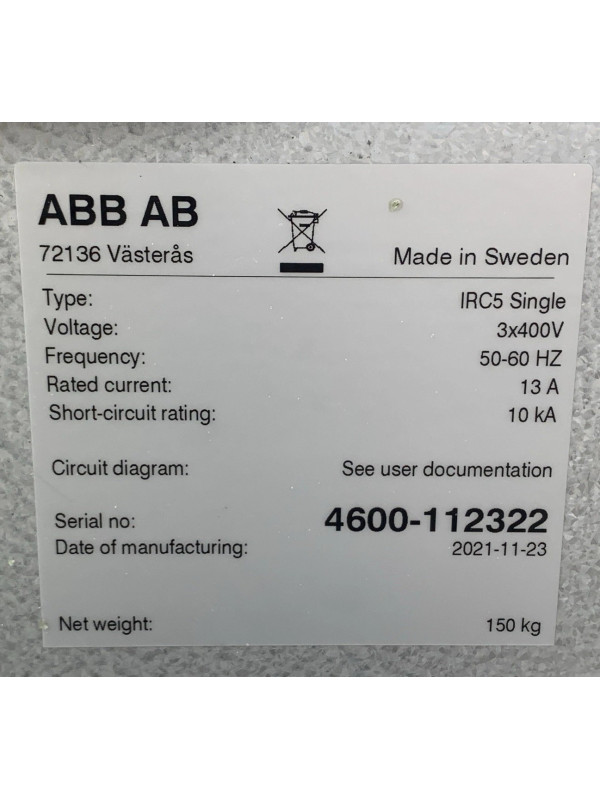 ABB AB
72136 Västerås
Made in Sweden
Type: IRC5 Single
Voltage: 3x400V
Frequency: 50-60 HZ
Rated current: 13 A
Short-circuit rating: 10 kA
Circuit diagram: See user documentation
Serial no: 4600-112322
Date of manufacturing: 2021-11-23
Net weight: 150 kg